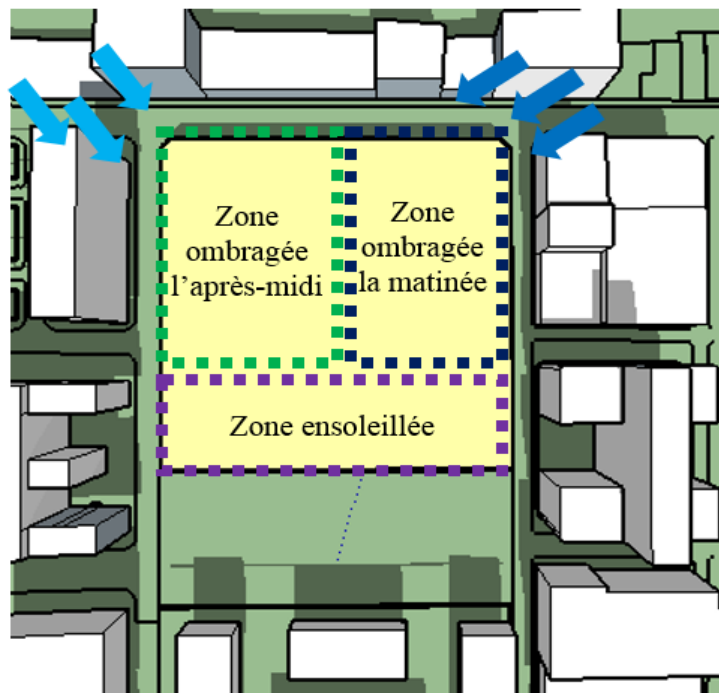 Zone
ombragée
l’après-midi
Zone
ombragée
la matinée
Zone ensoleillée